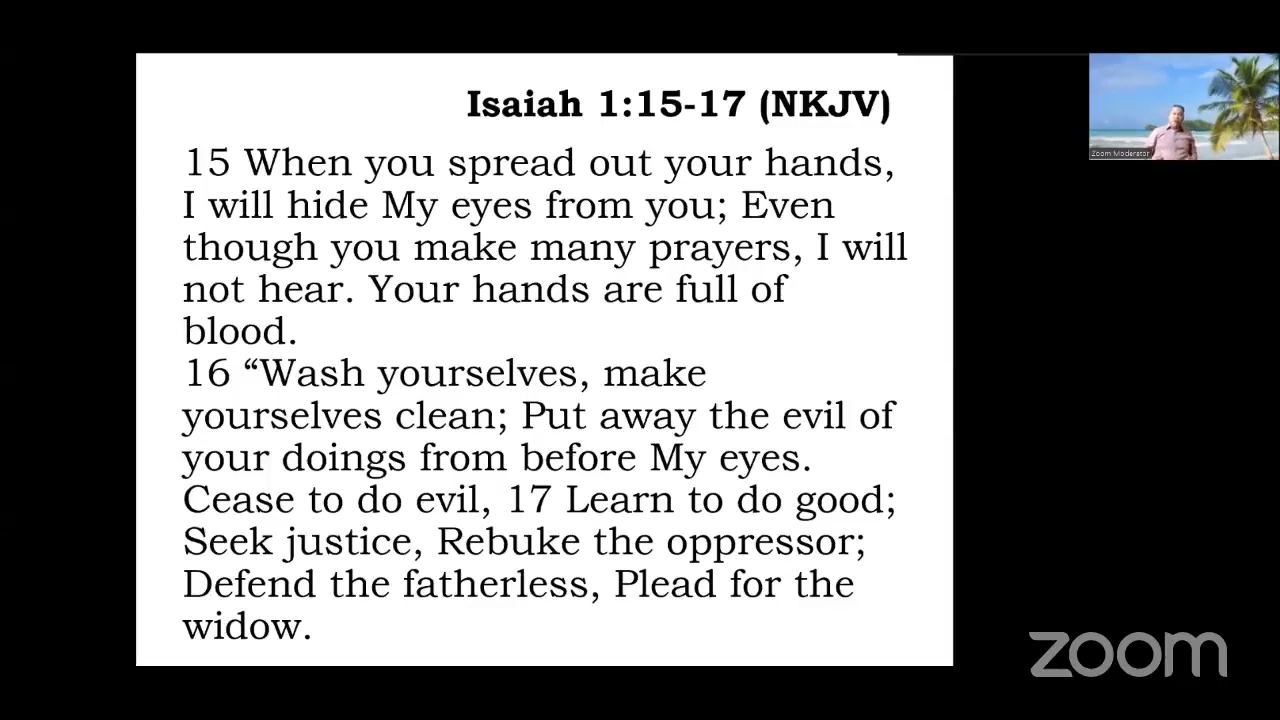 Isaiah 1:15-17 (NKJV)
15 When you spread out your hands,
I will hide My eyes from you; Even
though you make many prayers, I will
not hear. Your hands are full of
blood.
16 “Wash yourselves, make
yourselves clean; Put away the evil of
your doings from before My eyes.
Cease to do evil, 17 Learn to do good;
Seek justice, Rebuke the oppressor;
Defend the fatherless, Plead for the
widow.
Zoom Moderator
zoom